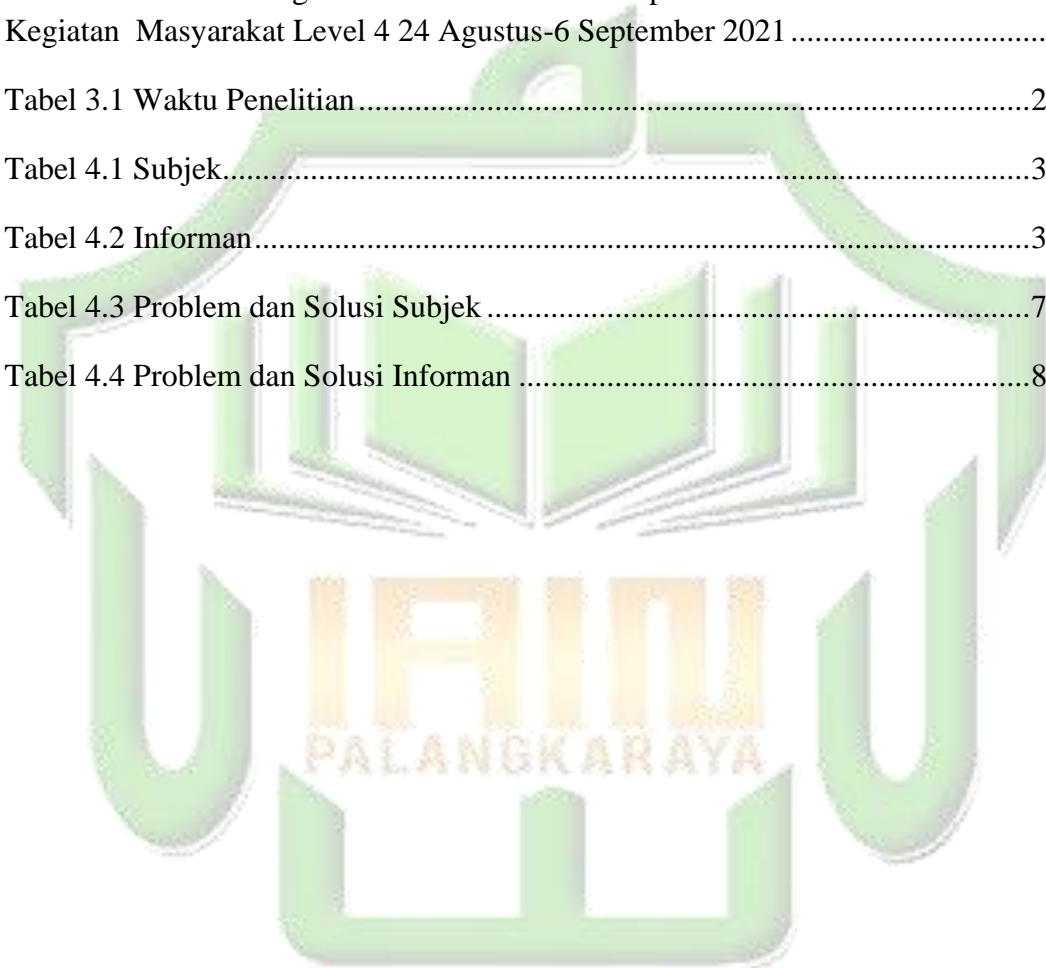 Kegiatan Masyarakat Level 4 24 Agustus-6 September 2021................................
Tabel 3.1 Waktu Penelitian.....................................................................................2
Tabel 4.1 Subjek.....................................................................................................3
Tabel 4.2 Informan..................................................................................................3
Tabel 4.3 Problem dan Solusi Subjek.....................................................................7
Tabel 4.4 Problem dan Solusi Informan.................................................................8
IAIN
PALANGKARAYA